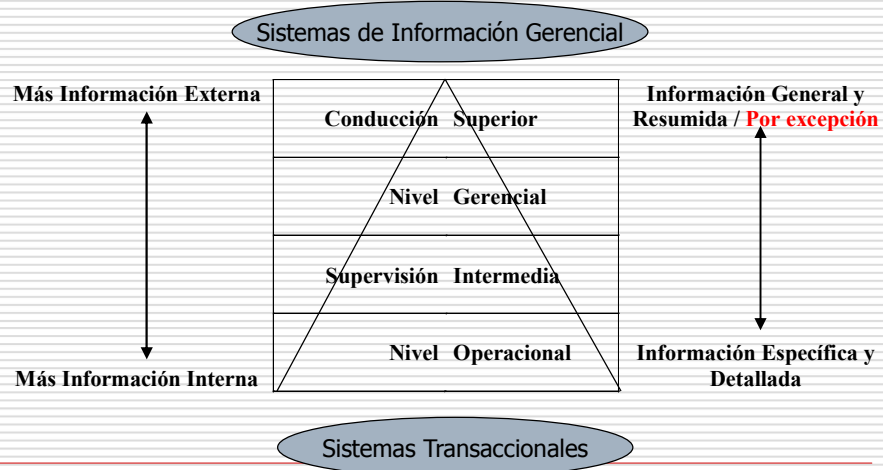 Sistemas de Información Gerencial
Más Información Externa
Información General y
Resumida / Por excepción
Conducción Superior
Nivel Gerencial
Supervisión Intermedia
Nivel Operacional
Más Información Interna
Información Específica y
Detallada
Sistemas Transaccionales